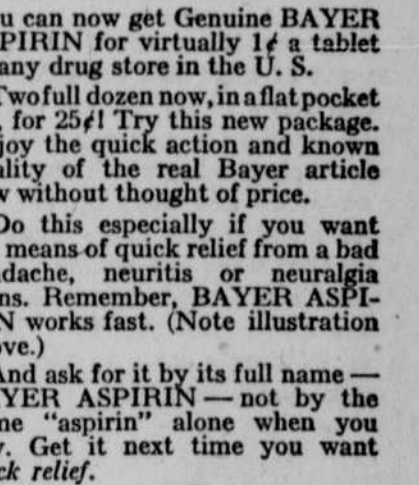 u can now get Genuine BAYER
PIRIN for virtually 1¢ a tablet
any drug store in the U. S.
Two full dozen now, in a flat pocket
, for 25¢! Try this new package.
joy the quick action and known
ality of the real Bayer article
w without thought of price.
Do this especially if you want
means of quick relief from a bad
dache, neuritis or neuralgia
ns. Remember, BAYER ASPI-
N works fast. (Note illustration
ve.)
And ask for it by its full name —
YER ASPIRIN — not by the
me "aspirin" alone when you
y. Get it next time you want
ck relief.